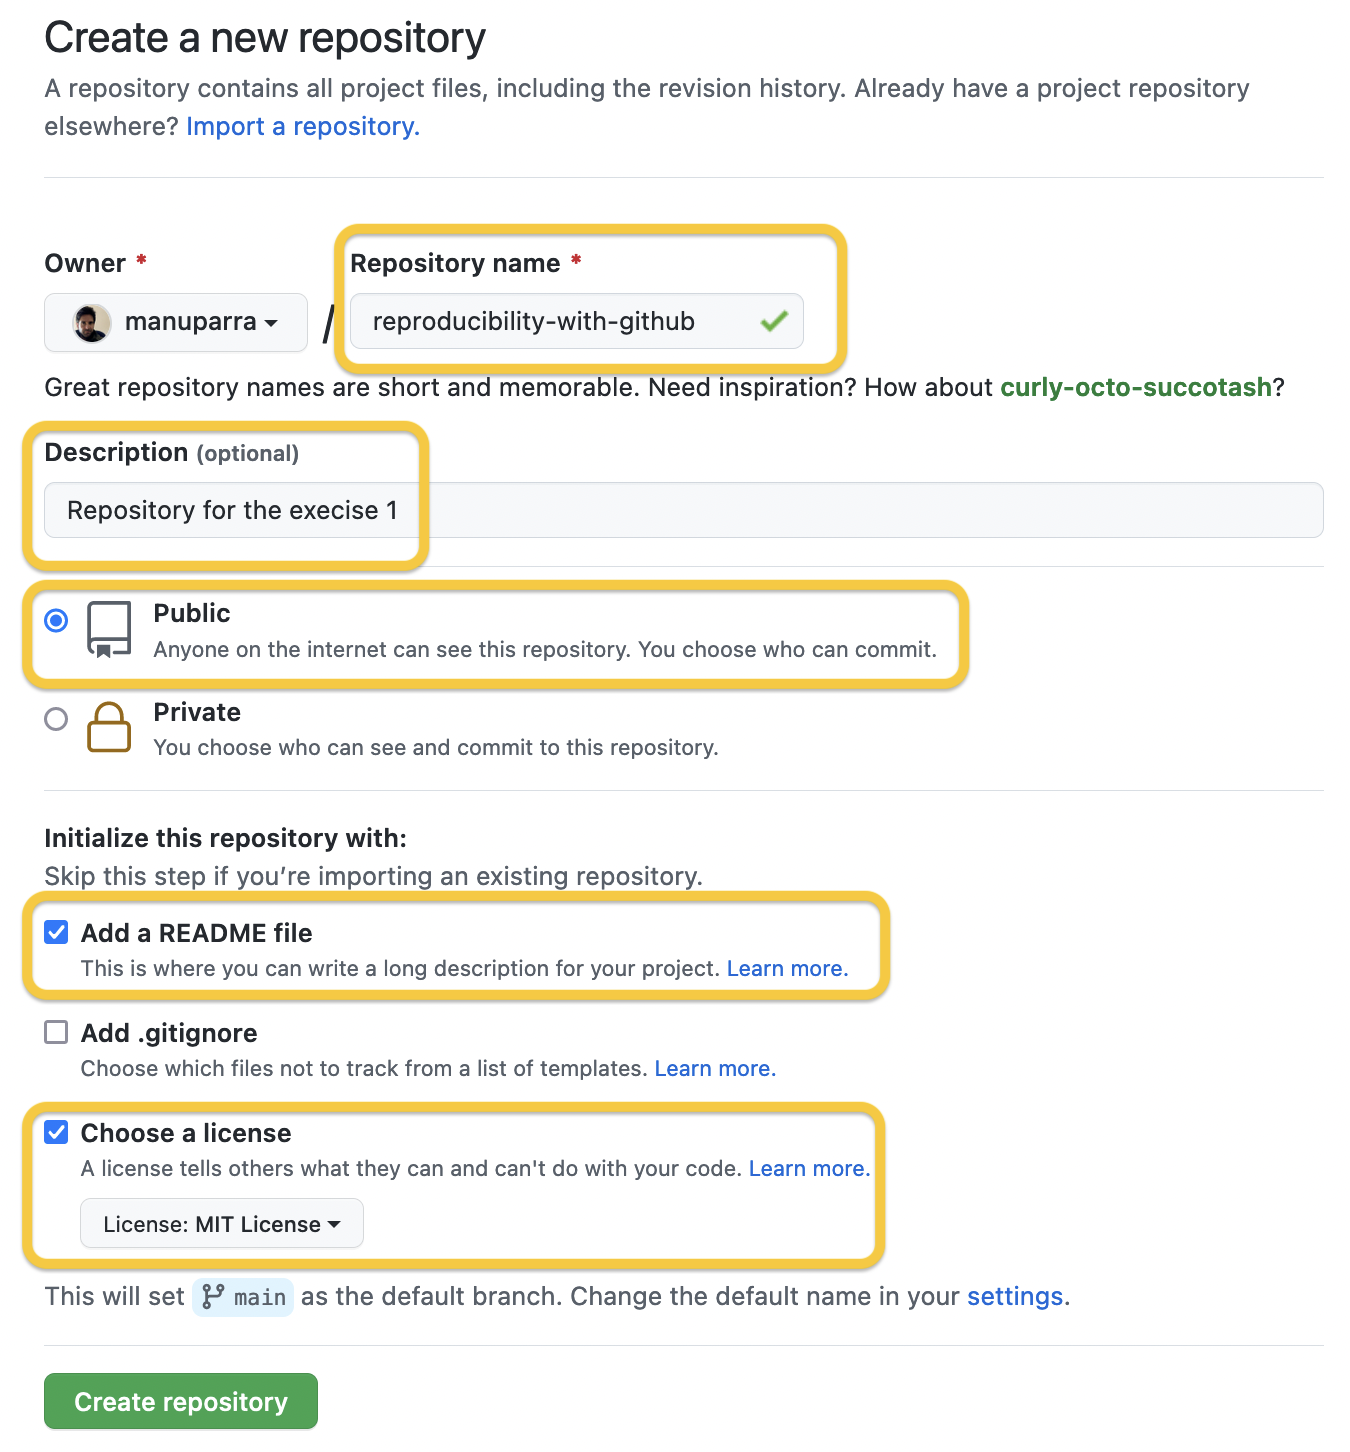 Create a new repository
A repository contains all project files, including the revision history. Already have a project repository
elsewhere? Import a repository.
Owner * Repository name *
manuparra / reproducibility-with-github
Great repository names are short and memorable. Need inspiration? How about curly-octo-succotash?
Description (optional)
Repository for the execise 1
Public
Anyone on the internet can see this repository. You choose who can commit.
Private
You choose who can see and commit to this repository.
Initialize this repository with:
Skip this step if you’re importing an existing repository.
Add a README file
This is where you can write a long description for your project. Learn more.
Add .gitignore
Choose which files not to track from a list of templates. Learn more.
Choose a license
A license tells others what they can and can't do with your code. Learn more.
License: MIT License
This will set main as the default branch. Change the default name in your settings.
Create repository